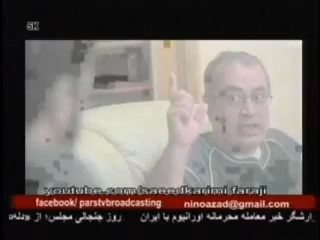 SK
youtube.com/saeedkarimi.faraji
facebook/ parstvbroadcasting
ninoazad@gmail.com
ارشگر خبر معامله محرمانه اورانیوم با ایران روز جنجالی مجلس؛ از